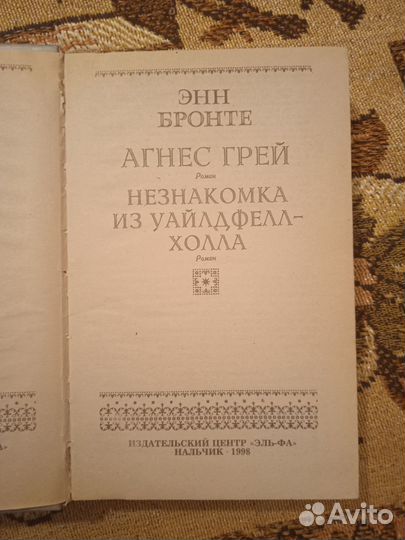 ЭНН
БРОНТЕ
АГНЕС ГРЕЙ
Роман
НЕЗНАКОМКА
ИЗ УАЙЛДФЕЛЛ-
ХОЛЛА
Роман
ИЗДАТЕЛЬСКИЙ ЦЕНТР «ЭЛЬ-ФА»
НАЛЬЧИК · 1998
Avito